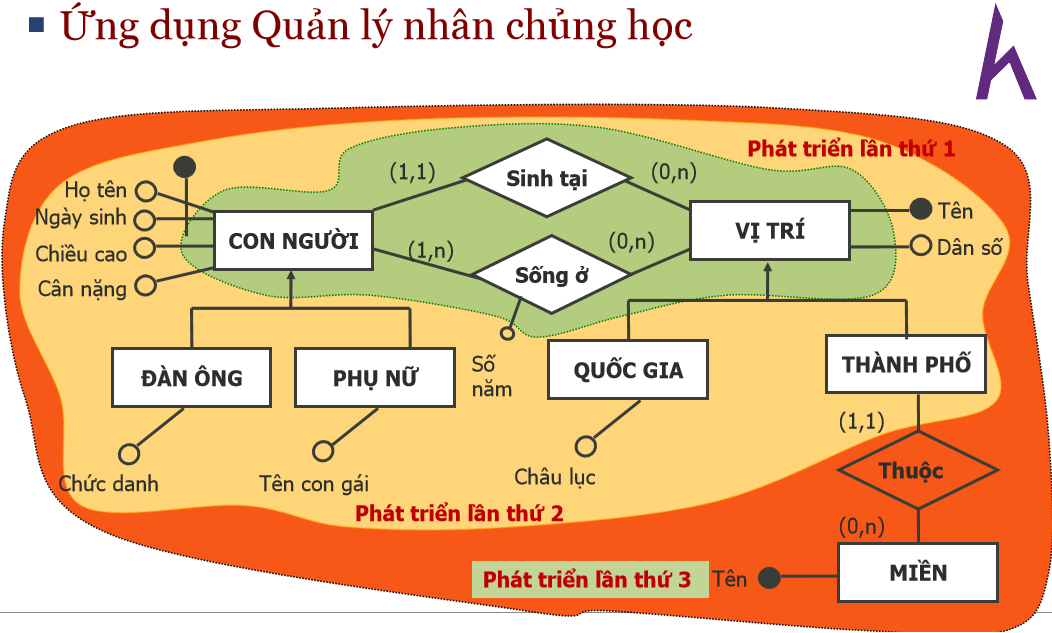 Ứng dụng Quản lý nhân chủng học
Phát triển lần thứ 1
(1,1)
Sinh tại
(0,n)
Họ tên
Ngày sinh
Chiều cao
Cân nặng
CON NGƯỜI
VỊ TRÍ
Tên
Dân số
(1,n)
Sống ở
(0,n)
Số
năm
ĐÀN ÔNG
PHỤ NỮ
QUỐC GIA
THÀNH PHỐ
Chức danh
Tên con gái
Châu lục
(1,1)
Thuộc
(0,n)
Phát triển lần thứ 2
Phát triển lần thứ 3
Tên
MIỀN